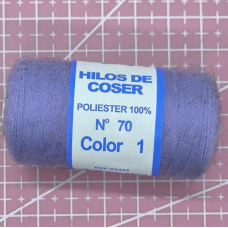 HILOS DE
COSER
POLIESTER 100%
N° 70
Color 1